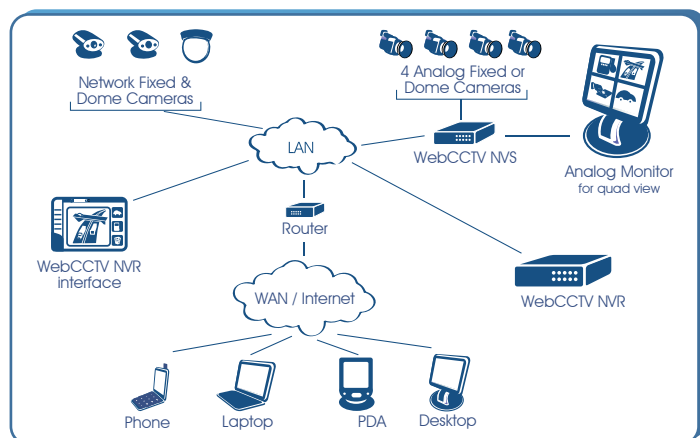 Network Fixed &
Dome Cameras
4 Analog Fixed or
Dome Cameras
LAN
WebCCTV NVS
Analog Monitor
for quad view
Router
WebCCTV NVR
interface
WAN / Internet
WebCCTV NVR
Phone
Laptop
PDA
Desktop